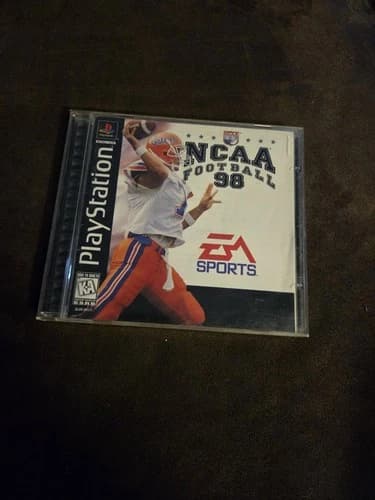 PlayStation
NCAA
FOOTBALL
98
EA
SPORTS
K-A